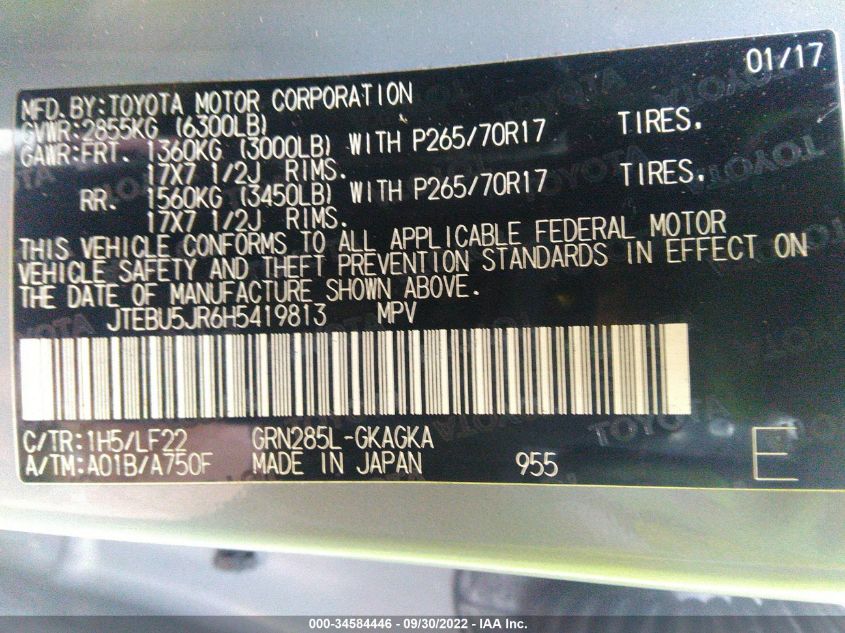 01/17
MFD. BY: TOYOTA MOTOR CORPORATION
GVWR: 2855KG (6300LB)
GAWR: FRT. 1360KG (3000LB) WITH P265/70R17 TIRES.
17X7 1/2J RIMS.
RR. 1560KG (3450LB) WITH P265/70R17 TIRES.
17X7 1/2J RIMS.
THIS VEHICLE CONFORMS TO ALL APPLICABLE FEDERAL MOTOR
VEHICLE SAFETY AND THEFT PREVENTION STANDARDS IN EFFECT ON
THE DATE OF MANUFACTURE SHOWN ABOVE.
JTEBU5JR6H5419813 MPV
C/TR: 1H5/LF22 GRN285L-GKAGKA
A/TM: A01B/A750F MADE IN JAPAN 955 E
000-34584446 - 09/30/2022 - IAA Inc.